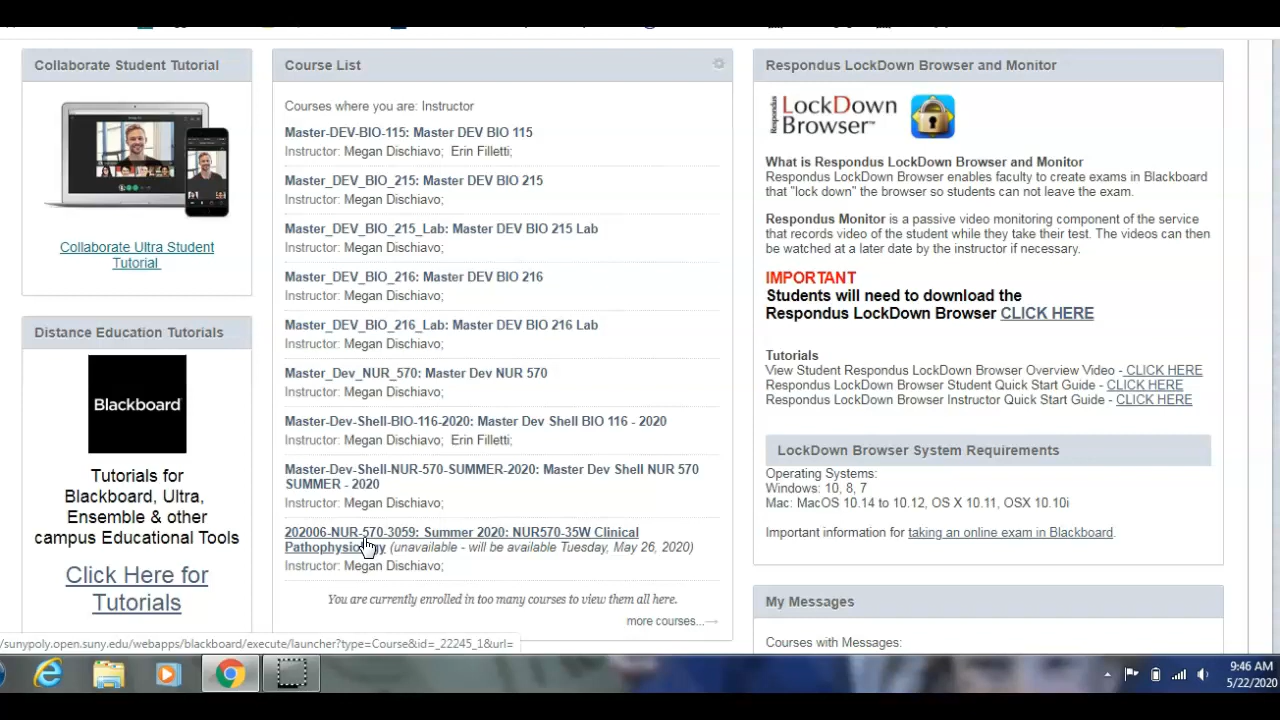 Collaborate Student Tutorial
Collaborate Ultra Student
Tutorial
Distance Education Tutorials
Blackboard
Tutorials for
Blackboard, Ultra,
Ensemble & other
campus Educational Tools
Click Here for
Tutorials
Course List
Courses where you are: Instructor
Master-DEV-BIO-115: Master DEV BIO 115
Instructor: Megan Dischiavo; Erin Filletti;
Master_DEV_BIO_215: Master DEV BIO 215
Instructor: Megan Dischiavo;
Master_DEV_BIO_215_Lab: Master DEV BIO 215 Lab
Instructor: Megan Dischiavo;
Master_DEV_BIO_216: Master DEV BIO 216
Instructor: Megan Dischiavo;
Master_DEV_BIO_216_Lab: Master DEV BIO 216 Lab
Instructor: Megan Dischiavo;
Master_Dev_NUR_570: Master Dev NUR 570
Instructor: Megan Dischiavo;
Master-Dev-Shell-BIO-116-2020: Master Dev Shell BIO 116 - 2020
Instructor: Megan Dischiavo; Erin Filletti;
Master-Dev-Shell-NUR-570-SUMMER-2020: Master Dev Shell NUR 570
SUMMER - 2020
Instructor: Megan Dischiavo;
202006-NUR-570-3059: Summer 2020: NUR570-35W Clinical
Pathophysiology (unavailable - will be available Tuesday, May 26, 2020)
Instructor: Megan Dischiavo;
You are currently enrolled in too many courses to view them all here.
more courses...→
Respondus LockDown Browser and Monitor
Respondus LockDown
Browser™
What is Respondus LockDown Browser and Monitor
Respondus LockDown Browser enables faculty to create exams in Blackboard
that "lock down" the browser so students can not leave the exam.
Respondus Monitor is a passive video monitoring component of the service
that records video of the student while they take their test. The videos can then
be watched at a later date by the instructor if necessary.
IMPORTANT
Students will need to download the
Respondus LockDown Browser CLICK HERE
Tutorials
View Student Respondus LockDown Browser Overview Video - CLICK HERE
Respondus LockDown Browser Student Quick Start Guide - CLICK HERE
Respondus LockDown Browser Instructor Quick Start Guide - CLICK HERE
LockDown Browser System Requirements
Operating Systems:
Windows: 10, 8, 7
Mac: MacOS 10.14 to 10.12, OS X 10.11, OSX 10.10i
Important information for taking an online exam in Blackboard.
My Messages
Courses with Messages:
/sunypoly.open.suny.edu/webapps/blackboard/execute/launcher?type=Course&id=_22245_1&url=
9:46 AM
5/22/2020